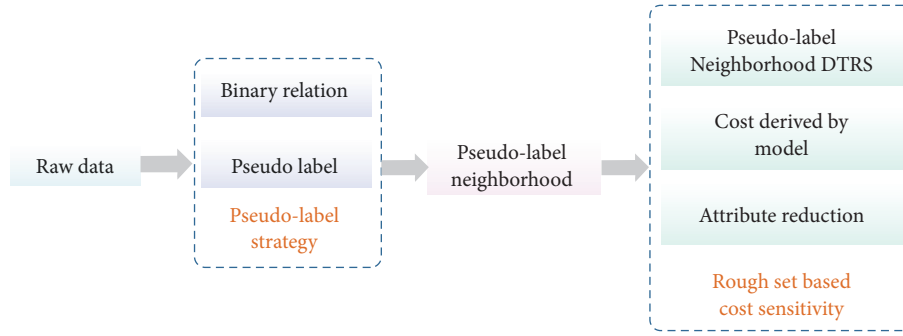 Raw data
Binary relation
Pseudo label
Pseudo-label
strategy
Pseudo-label
neighborhood
Pseudo-label
Neighborhood DTRS
Cost derived by
model
Attribute reduction
Rough set based
cost sensitivity